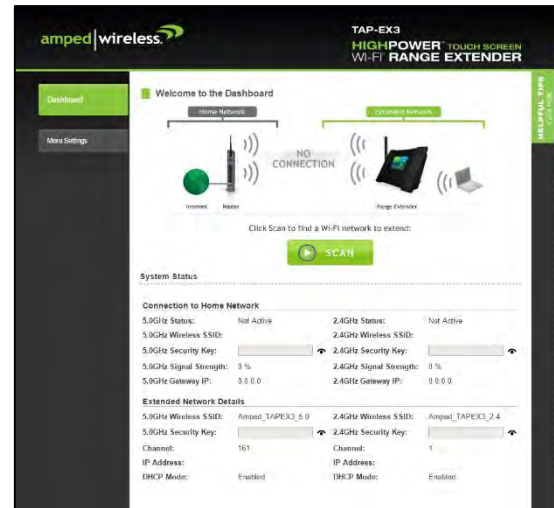 amped wireless.
TAP-EX3
HIGHPOWER™ TOUCH SCREEN
WI-FI RANGE EXTENDER
Dashboard
More Settings
HELPFUL TIPS
Welcome to the Dashboard
Home Network
Extended Network
NO
CONNECTION
Internet Router Range Extender
Click Scan to find a Wi-Fi network to extend:
SCAN
System Status
Connection to Home Network
5.0GHz Status: Not Active 2.4GHz Status: Not Active
5.0GHz Wireless SSID: 2.4GHz Wireless SSID:
5.0GHz Security Key: 2.4GHz Security Key:
5.0GHz Signal Strength: 0 % 2.4GHz Signal Strength: 0 %
5.0GHz Gateway IP: 0.0.0.0 2.4GHz Gateway IP: 0.0.0.0
Extended Network Details
5.0GHz Wireless SSID: Amped_TAPEX3_5.0 2.4GHz Wireless SSID: Amped_TAPEX3_2.4
5.0GHz Security Key: 2.4GHz Security Key:
Channel: 161 Channel: 1
IP Address: IP Address:
DHCP Mode: Enabled DHCP Mode: Enabled